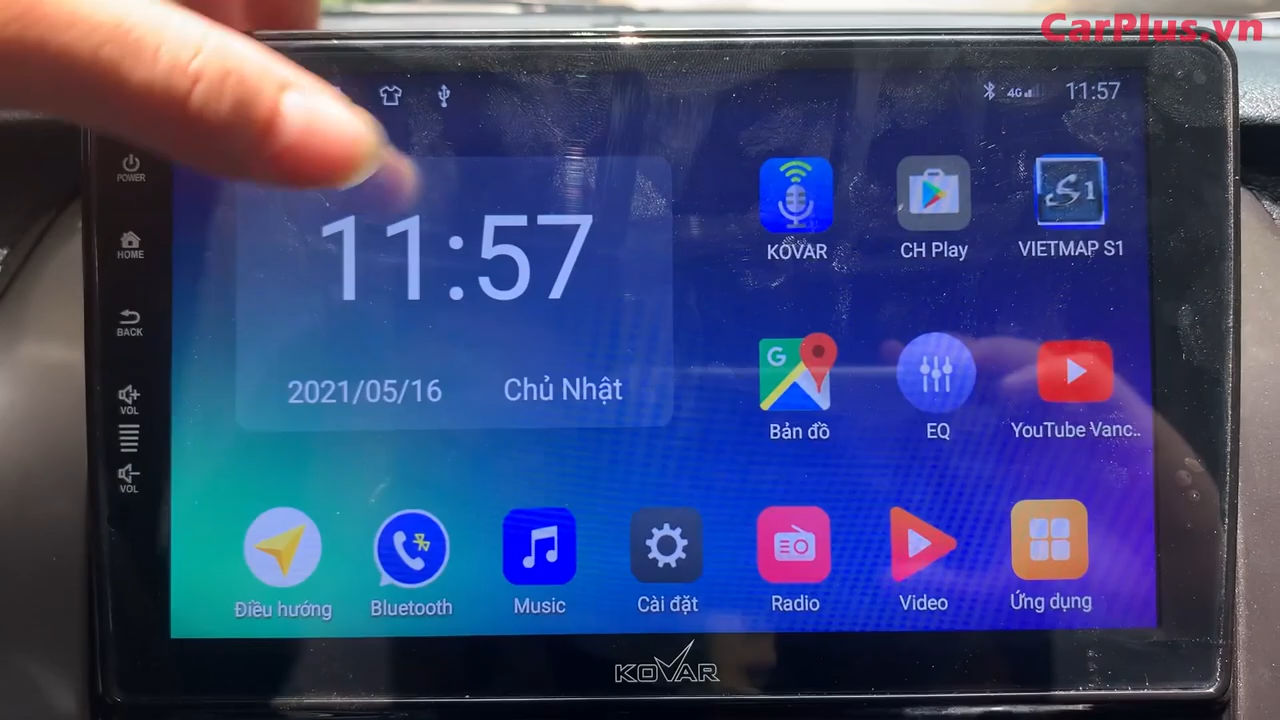 CarPlus.vn
4G
11:57
POWER
HOME
BACK
VOL
VOL
11:57
2021/05/16 Chủ Nhật
KOVAR
CH Play
S1
VIETMAP S1
G
Bản đồ
EQ
YouTube Vanc..
Điều hướng
Bluetooth
Music
Cài đặt
Radio
Video
Ứng dụng
KOVAR